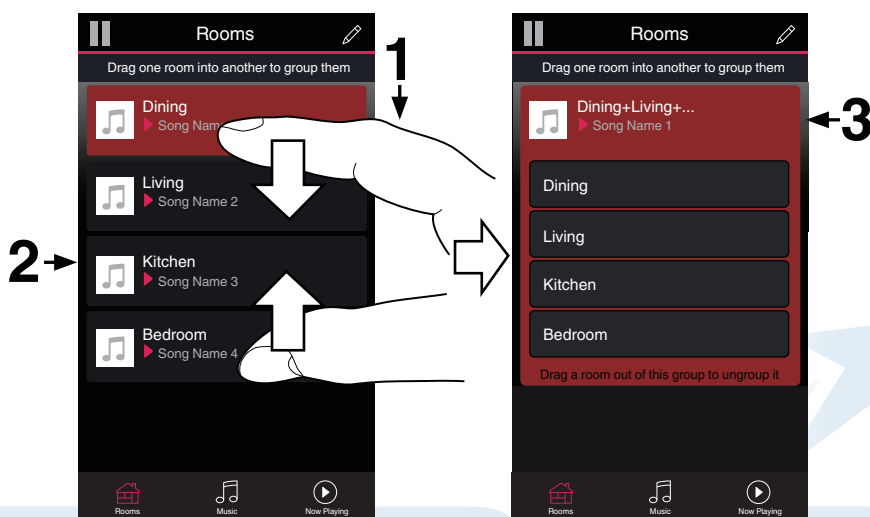 Rooms
Drag one room into another to group them
1
Dining
Song Nam
Living
Song Name 2
2
Kitchen
Song Name 3
Bedroom
Song Name 4
Rooms Music Now Playing
Rooms
Drag one room into another to group them
Dining+Living+...
Song Name 1
3
Dining
Living
Kitchen
Bedroom
Drag a room out of this group to ungroup it
Rooms Music Now Playing